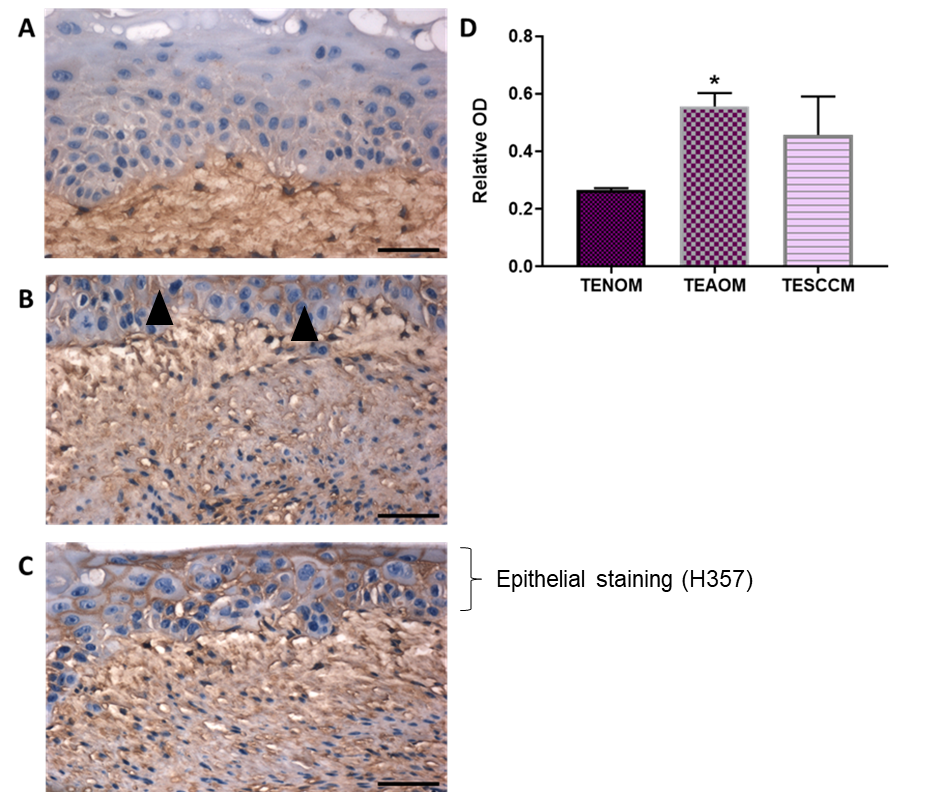 A
B
C
Epithelial staining (H357)
D
Relative OD
0.8
0.6
0.4
0.2
0.0
*
TENOM TEAOM TESCCM